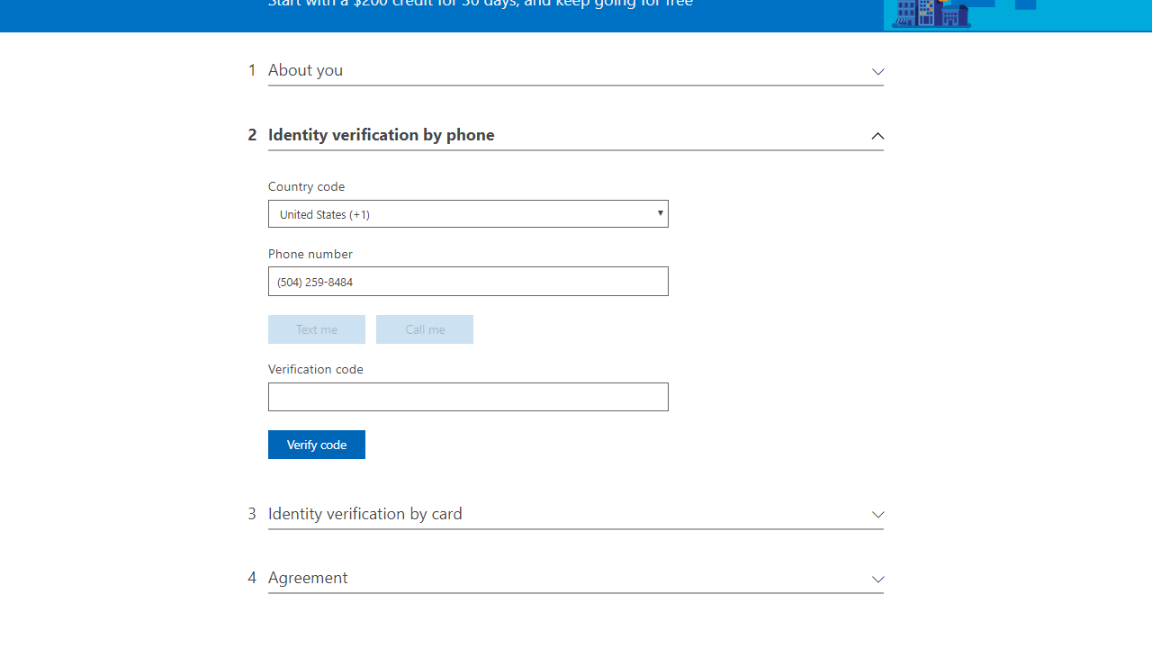 Start with a $200 credit for 30 days, and keep going for free
1 About you
2 Identity verification by phone
Country code
United States (+1)
Phone number
(504) 259-8484
Text me Call me
Verification code
Verify code
3 Identity verification by card
4 Agreement